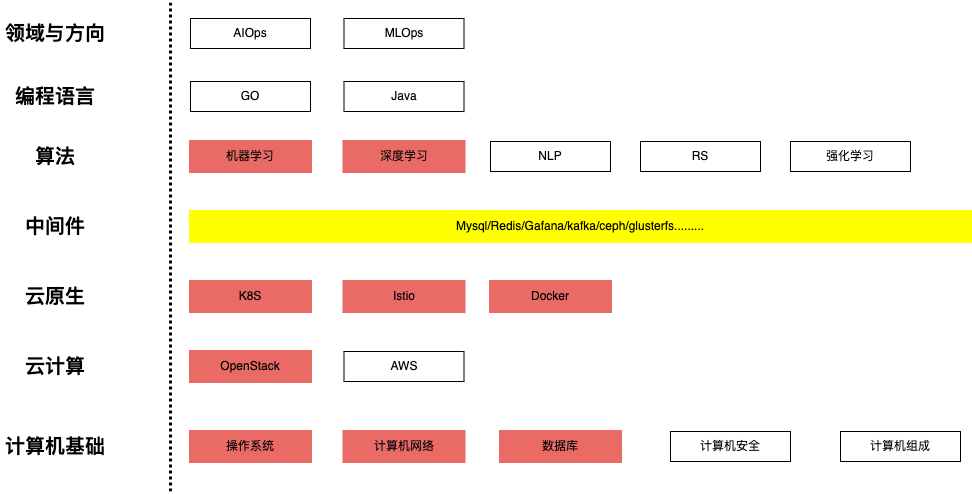 领域与方向 AIOps MLOps
编程语言 GO Java
算法 机器学习 深度学习 NLP RS 强化学习
中间件 Mysql/Redis/Gafana/kafka/ceph/glusterfs.........
云原生 K8S Istio Docker
云计算 OpenStack AWS
计算机基础 操作系统 计算机网络 数据库 计算机安全 计算机组成